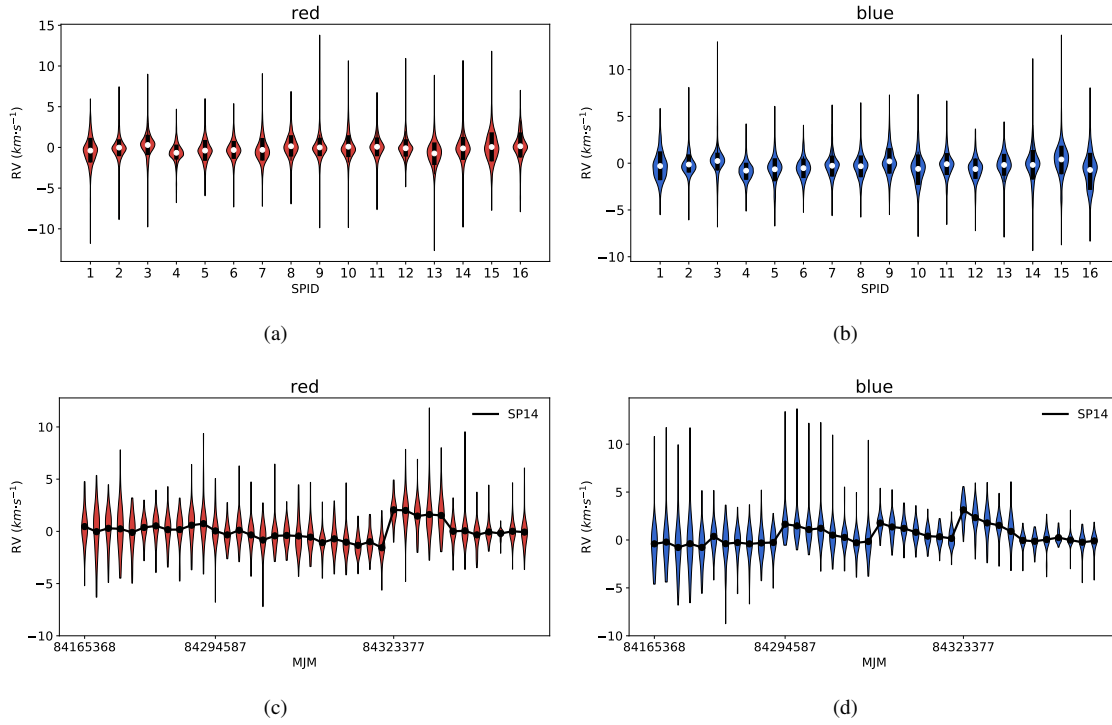 red
15
10
5
0
−5
−10
RV (km·s⁻¹)
1 2 3 4 5 6 7 8 9 10 11 12 13 14 15 16
SPID
(a)
blue
10
5
0
−5
−10
RV (km·s⁻¹)
1 2 3 4 5 6 7 8 9 10 11 12 13 14 15 16
SPID
(b)
red
SP14
10
5
0
−5
−10
RV (km·s⁻¹)
84165368 84294587 84323377
MJM
(c)
blue
SP14
15
10
5
0
−5
−10
RV (km·s⁻¹)
84165368 84294587 84323377
MJM
(d)